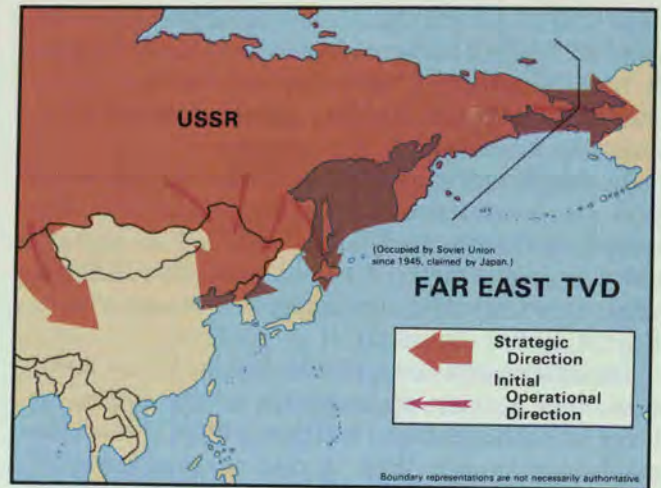 USSR
(Occupied by Soviet Union
since 1945, claimed by Japan.)
FAR EAST TVD
Strategic
Direction
Initial
Operational
Direction
Boundary representations are not necessarily authoritative